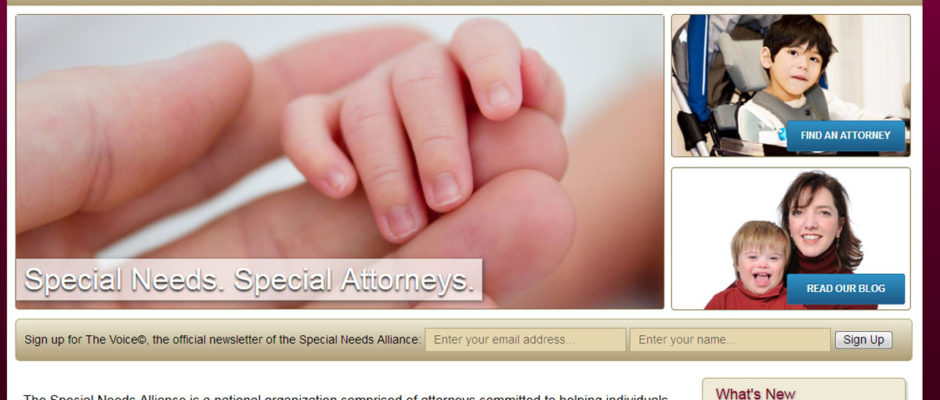 FIND AN ATTORNEY
Special Needs. Special Attorneys.
READ OUR BLOG
Sign up for The Voice©, the official newsletter of the Special Needs Alliance: Enter your email address... Enter your name... Sign Up
What's New
The Special Needs Alliance is a national organization comprised of attorneys committed to helping individuals